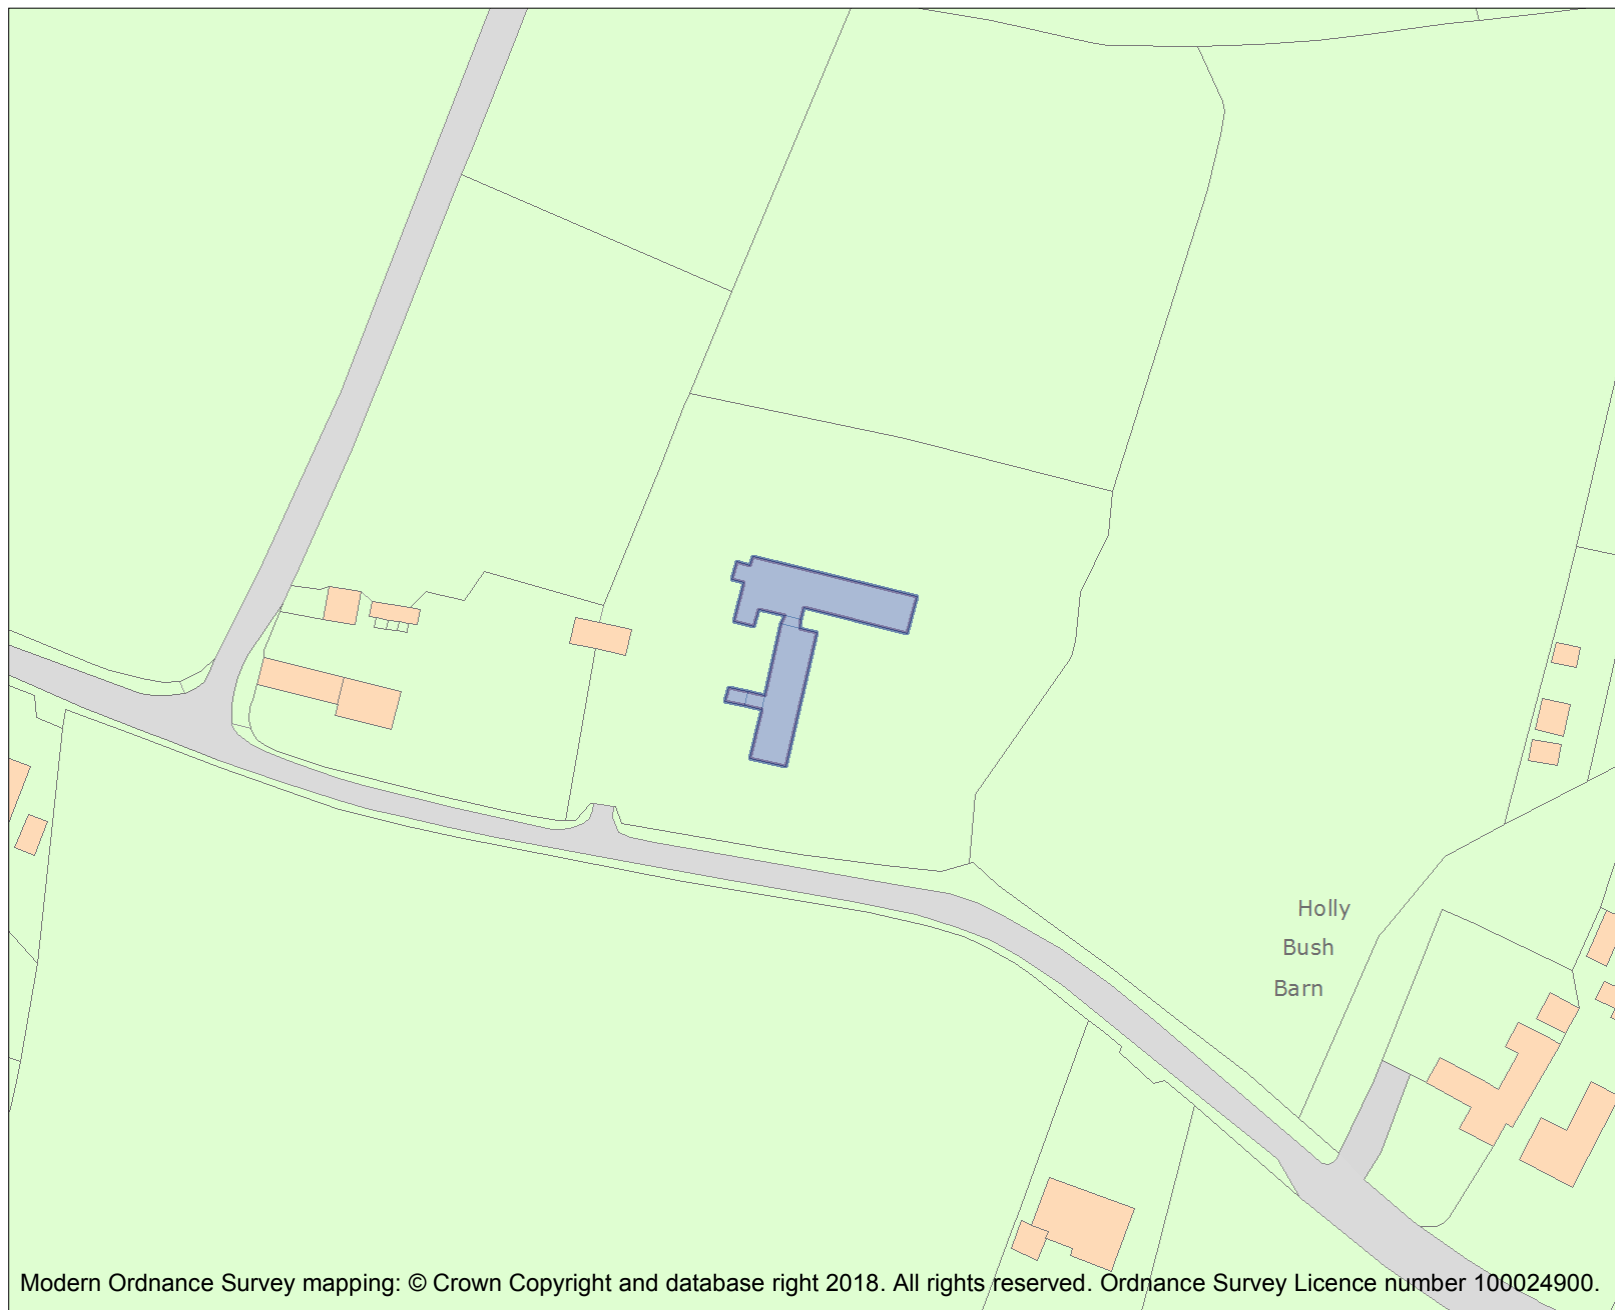 Holly
Bush
Barn
Modern Ordnance Survey mapping: © Crown Copyright and database right 2018. All rights reserved. Ordnance Survey Licence number 100024900.